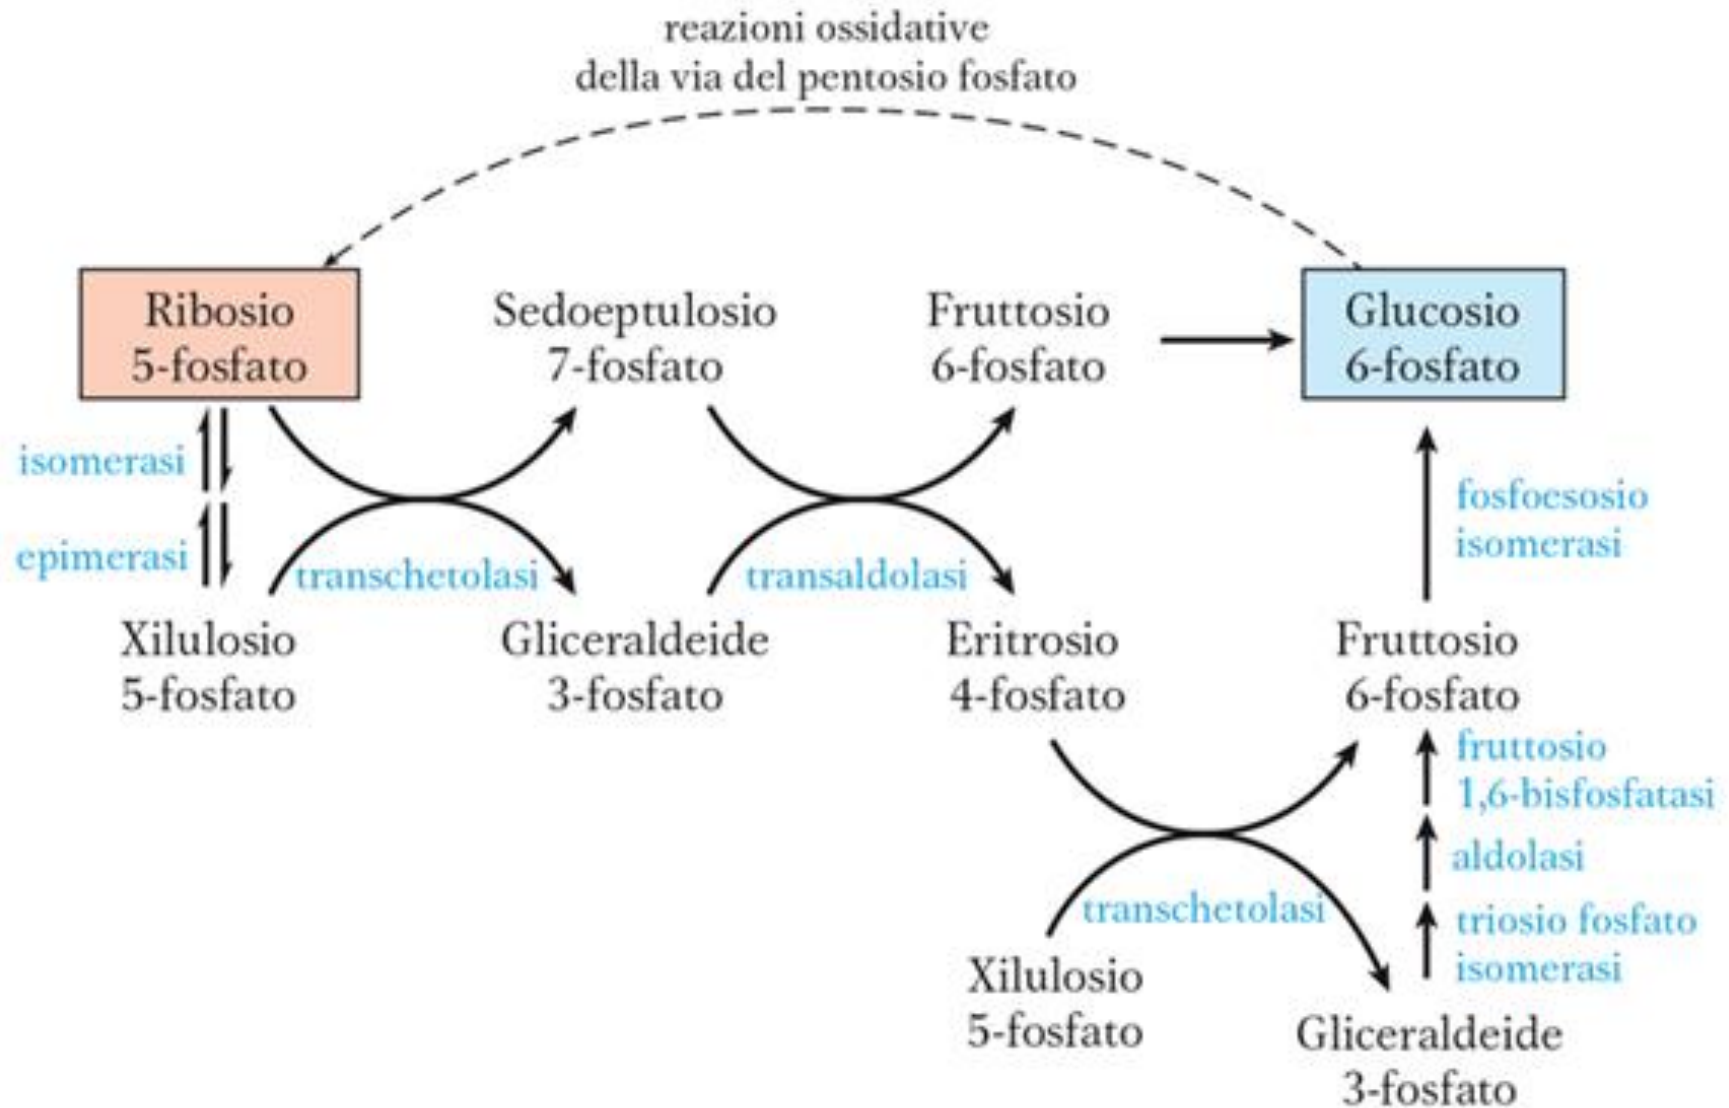 reazioni ossidative
della via del pentosio fosfato
Ribosio
5-fosfato
Sedoeptulosio
7-fosfato
Fruttosio
6-fosfato
Glucosio
6-fosfato
isomerasi
epimerasi
transchetolasi
transaldolasi
fosfoesosio
isomerasi
Xilulosio
5-fosfato
Gliceraldeide
3-fosfato
Eritrosio
4-fosfato
Fruttosio
6-fosfato
fruttosio
1,6-bisfosfatasi
aldolasi
transchetolasi
triosio fosfato
isomerasi
Xilulosio
5-fosfato
Gliceraldeide
3-fosfato